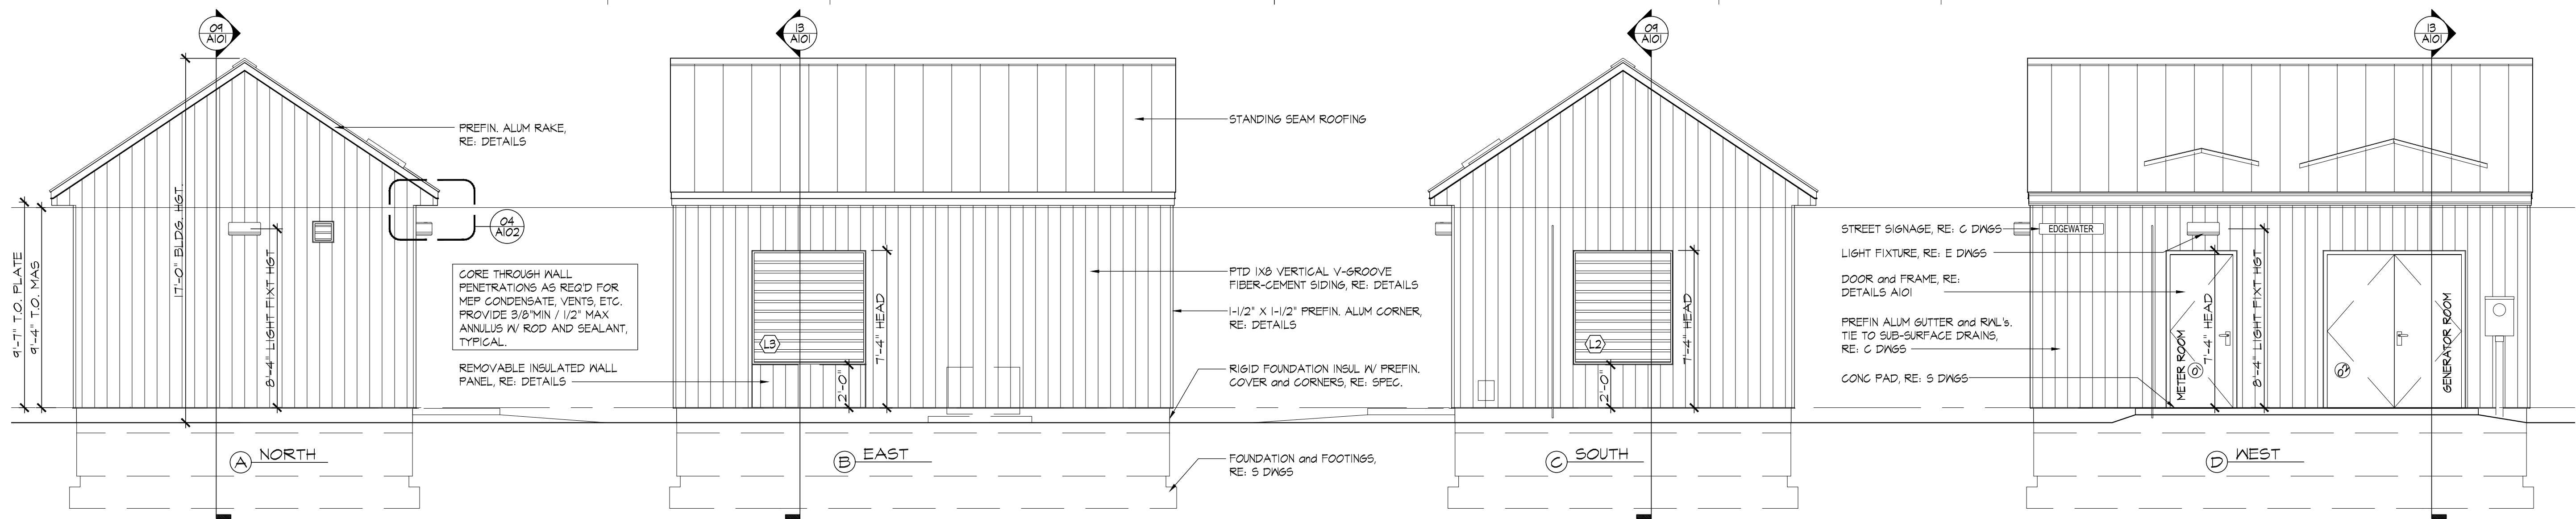 09
A101
17'-0" BLDG. HGT.
9'-7" T.O. PLATE
9'-4" T.O. MAS
8'-4" LIGHT FIXT HGT
PREFIN. ALUM RAKE,
RE: DETAILS
04
A102
CORE THROUGH WALL
PENETRATIONS AS REQ'D FOR
MEP CONDENSATE, VENTS, ETC.
PROVIDE 3/8"MIN / 1/2" MAX
ANNULUS W/ ROD AND SEALANT,
TYPICAL.
REMOVABLE INSULATED WALL
PANEL, RE: DETAILS
A NORTH
13
A101
L3
2'-0"
7'-4" HEAD
STANDING SEAM ROOFING
PTD 1X8 VERTICAL V-GROOVE
FIBER-CEMENT SIDING, RE: DETAILS
1-1/2" X 1-1/2" PREFIN. ALUM CORNER,
RE: DETAILS
RIGID FOUNDATION INSUL W/ PREFIN.
COVER and CORNERS, RE: SPEC.
FOUNDATION and FOOTINGS,
RE: S DWGS
B EAST
09
A101
L2
2'-0"
7'-4" HEAD
C SOUTH
13
A101
STREET SIGNAGE, RE: C DWGS
EDGEWATER
LIGHT FIXTURE, RE: E DWGS
DOOR and FRAME, RE:
DETAILS A101
PREFIN ALUM GUTTER and RWL's.
TIE TO SUB-SURFACE DRAINS,
RE: C DWGS
CONC PAD, RE: S DWGS
METER ROOM
01
7'-4" HEAD
8'-4" LIGHT FIXT HGT
02
GENERATOR ROOM
D WEST